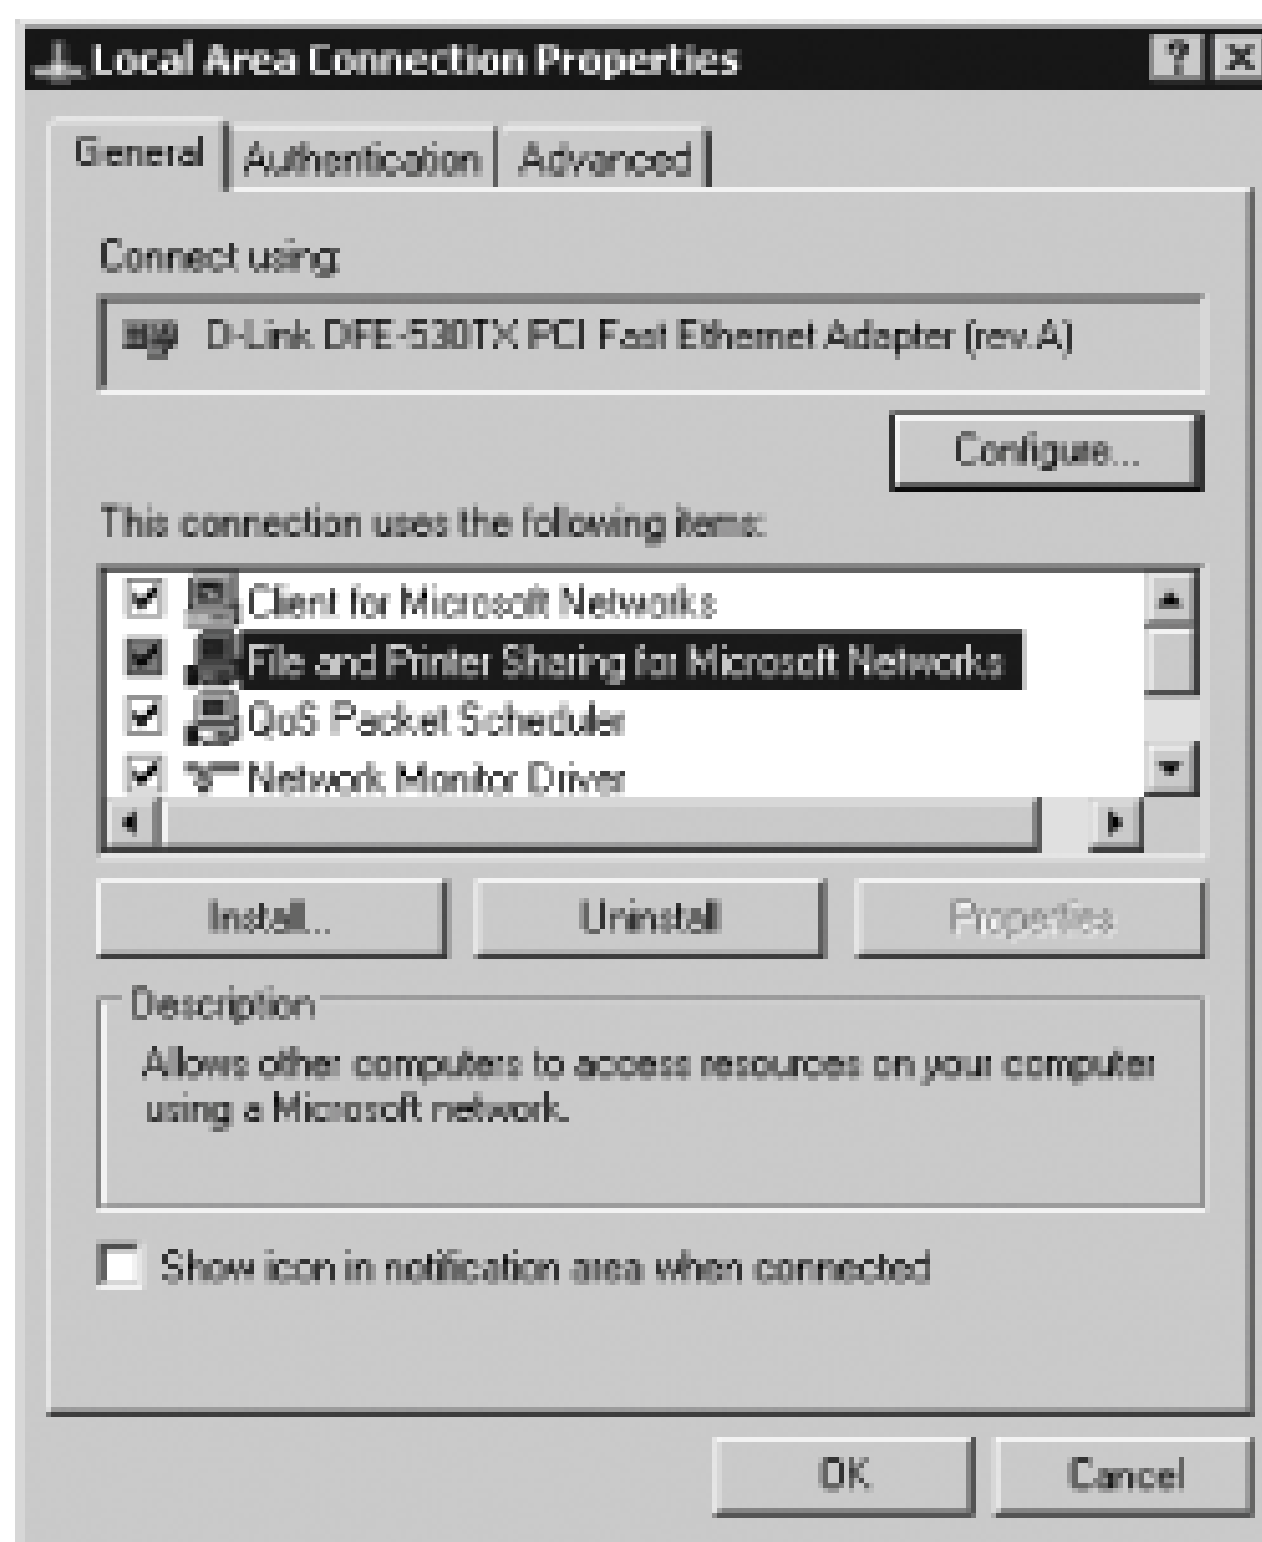 Local Area Connection Properties
? X
General Authentication Advanced
Connect using:
D-Link DFE-530TX PCI Fast Ethernet Adapter (rev.A)
Configure...
This connection uses the following items:
Client for Microsoft Networks
File and Printer Sharing for Microsoft Networks
QoS Packet Scheduler
Network Monitor Driver
Install... Uninstall Properties
Description
Allows other computers to access resources on your computer
using a Microsoft network.
Show icon in notification area when connected
OK Cancel